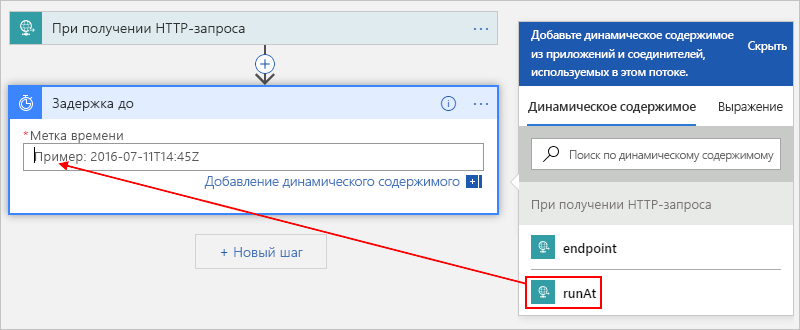 При получении HTTP-запроса
Задержка до
*Метка времени
Пример: 2016-07-11T14:45Z
Добавление динамического содержимого
+ Новый шаг
Добавьте динамическое содержимое
из приложений и соединителей,
используемых в этом потоке.
Скрыть
Динамическое содержимое
Выражение
Поиск по динамическому содержимому
При получении HTTP-запроса
endpoint
runAt